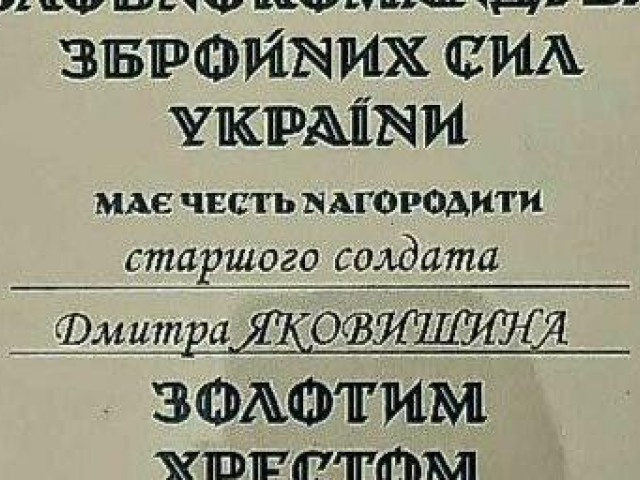 ЗБРОЙНИХ СИЛ
УКРАЇНИ
МАЄ ЧЕСТЬ НАГОРОДИТИ
старшого солдата
Дмитра ЯКОВИШИНА
ЗОЛОТИМ
ХРЕСТОМ